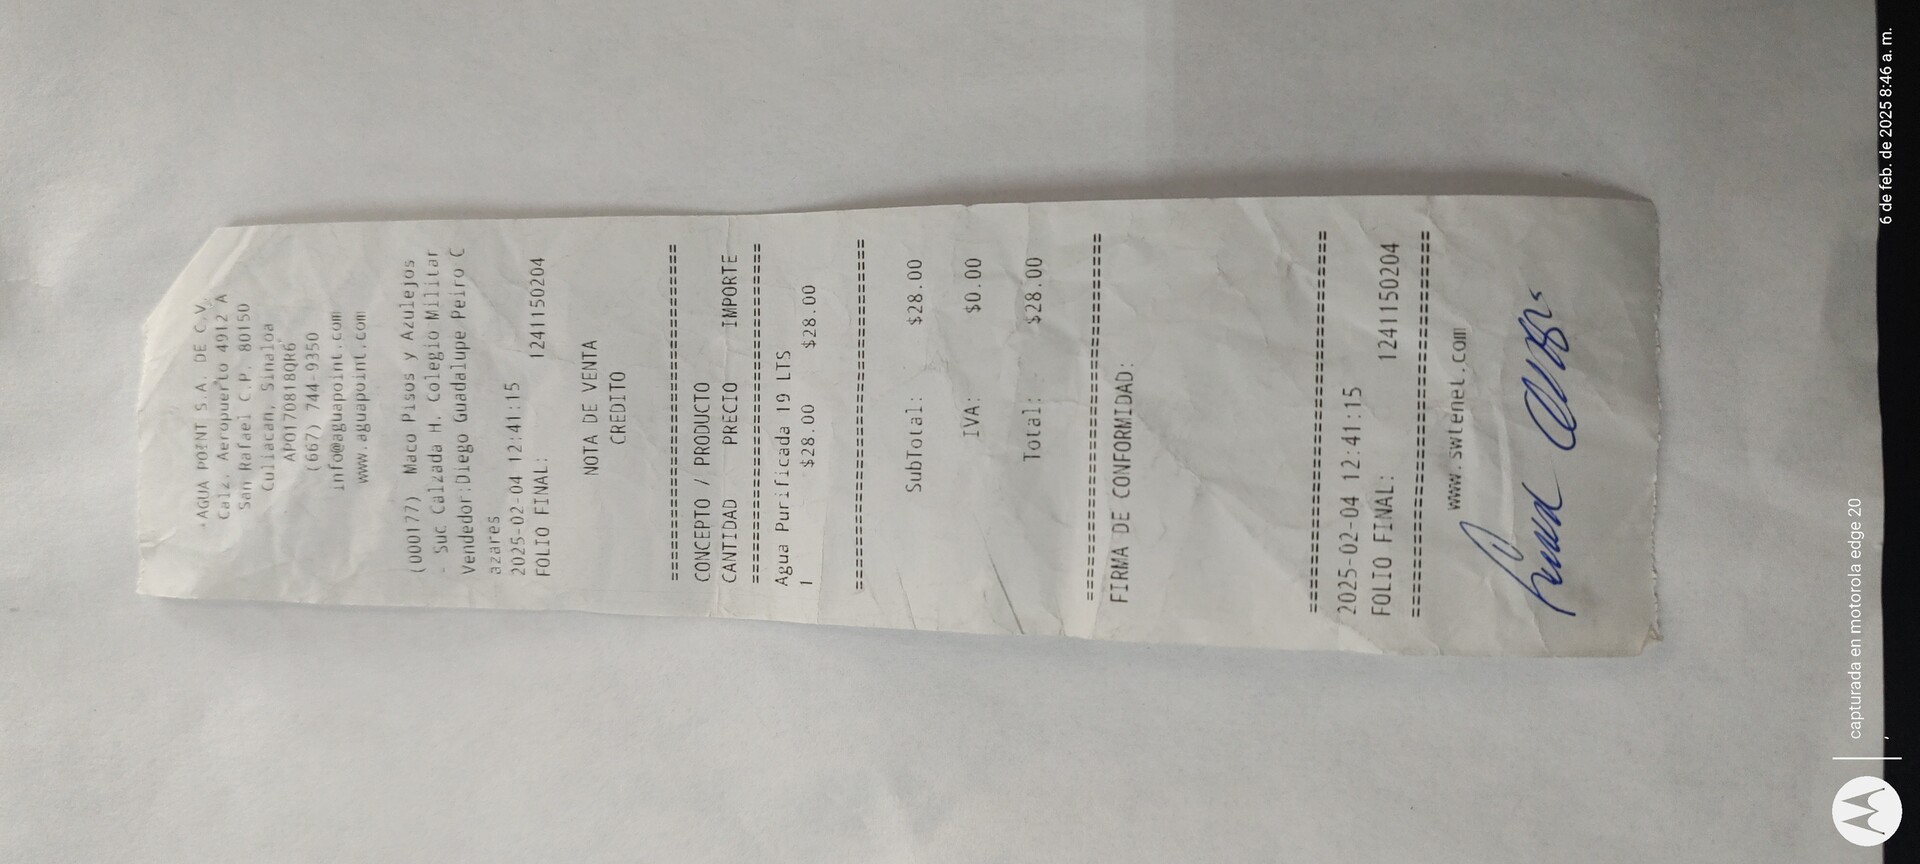 AGUA POINT S.A. DE C.V.
Calz. Aeropuerto 4912 A
San Rafael C.P. 80150
Culiacan, Sinaloa
APO170818QR6
(667) 744-9350
info@aguapoint.com
www.aguapoint.com
(000177) Maco Pisos y Azulejos
- Suc Calzada H. Colegio Militar
Vendedor:Diego Guadalupe Peiro C
azares
2025-02-04 12:41:15
FOLIO FINAL: 1241150204
NOTA DE VENTA
CREDITO
================================
CONCEPTO / PRODUCTO
CANTIDAD PRECIO IMPORTE
================================
Agua Purificada 19 LTS
1 $28.00 $28.00
================================
SubTotal: $28.00
IVA: $0.00
Total: $28.00
================================
FIRMA DE CONFORMIDAD:
================================
2025-02-04 12:41:15
FOLIO FINAL: 1241150204
================================
www.swtenet.com
capturada en motorola edge 20
6 de feb. de 2025 8:46 a. m.